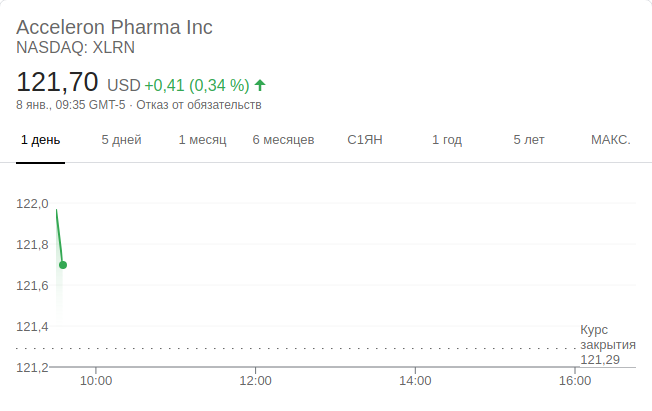 Acceleron Pharma Inc
NASDAQ: XLRN
121,70 USD +0,41 (0,34 %)
8 янв., 09:35 GMT-5 · Отказ от обязательств
1 день 5 дней 1 месяц 6 месяцев С1ЯН 1 год 5 лет МАКС.
122,0
121,8
121,6
121,4
121,2
Курс
закрытия
121,29
10:00 12:00 14:00 16:00